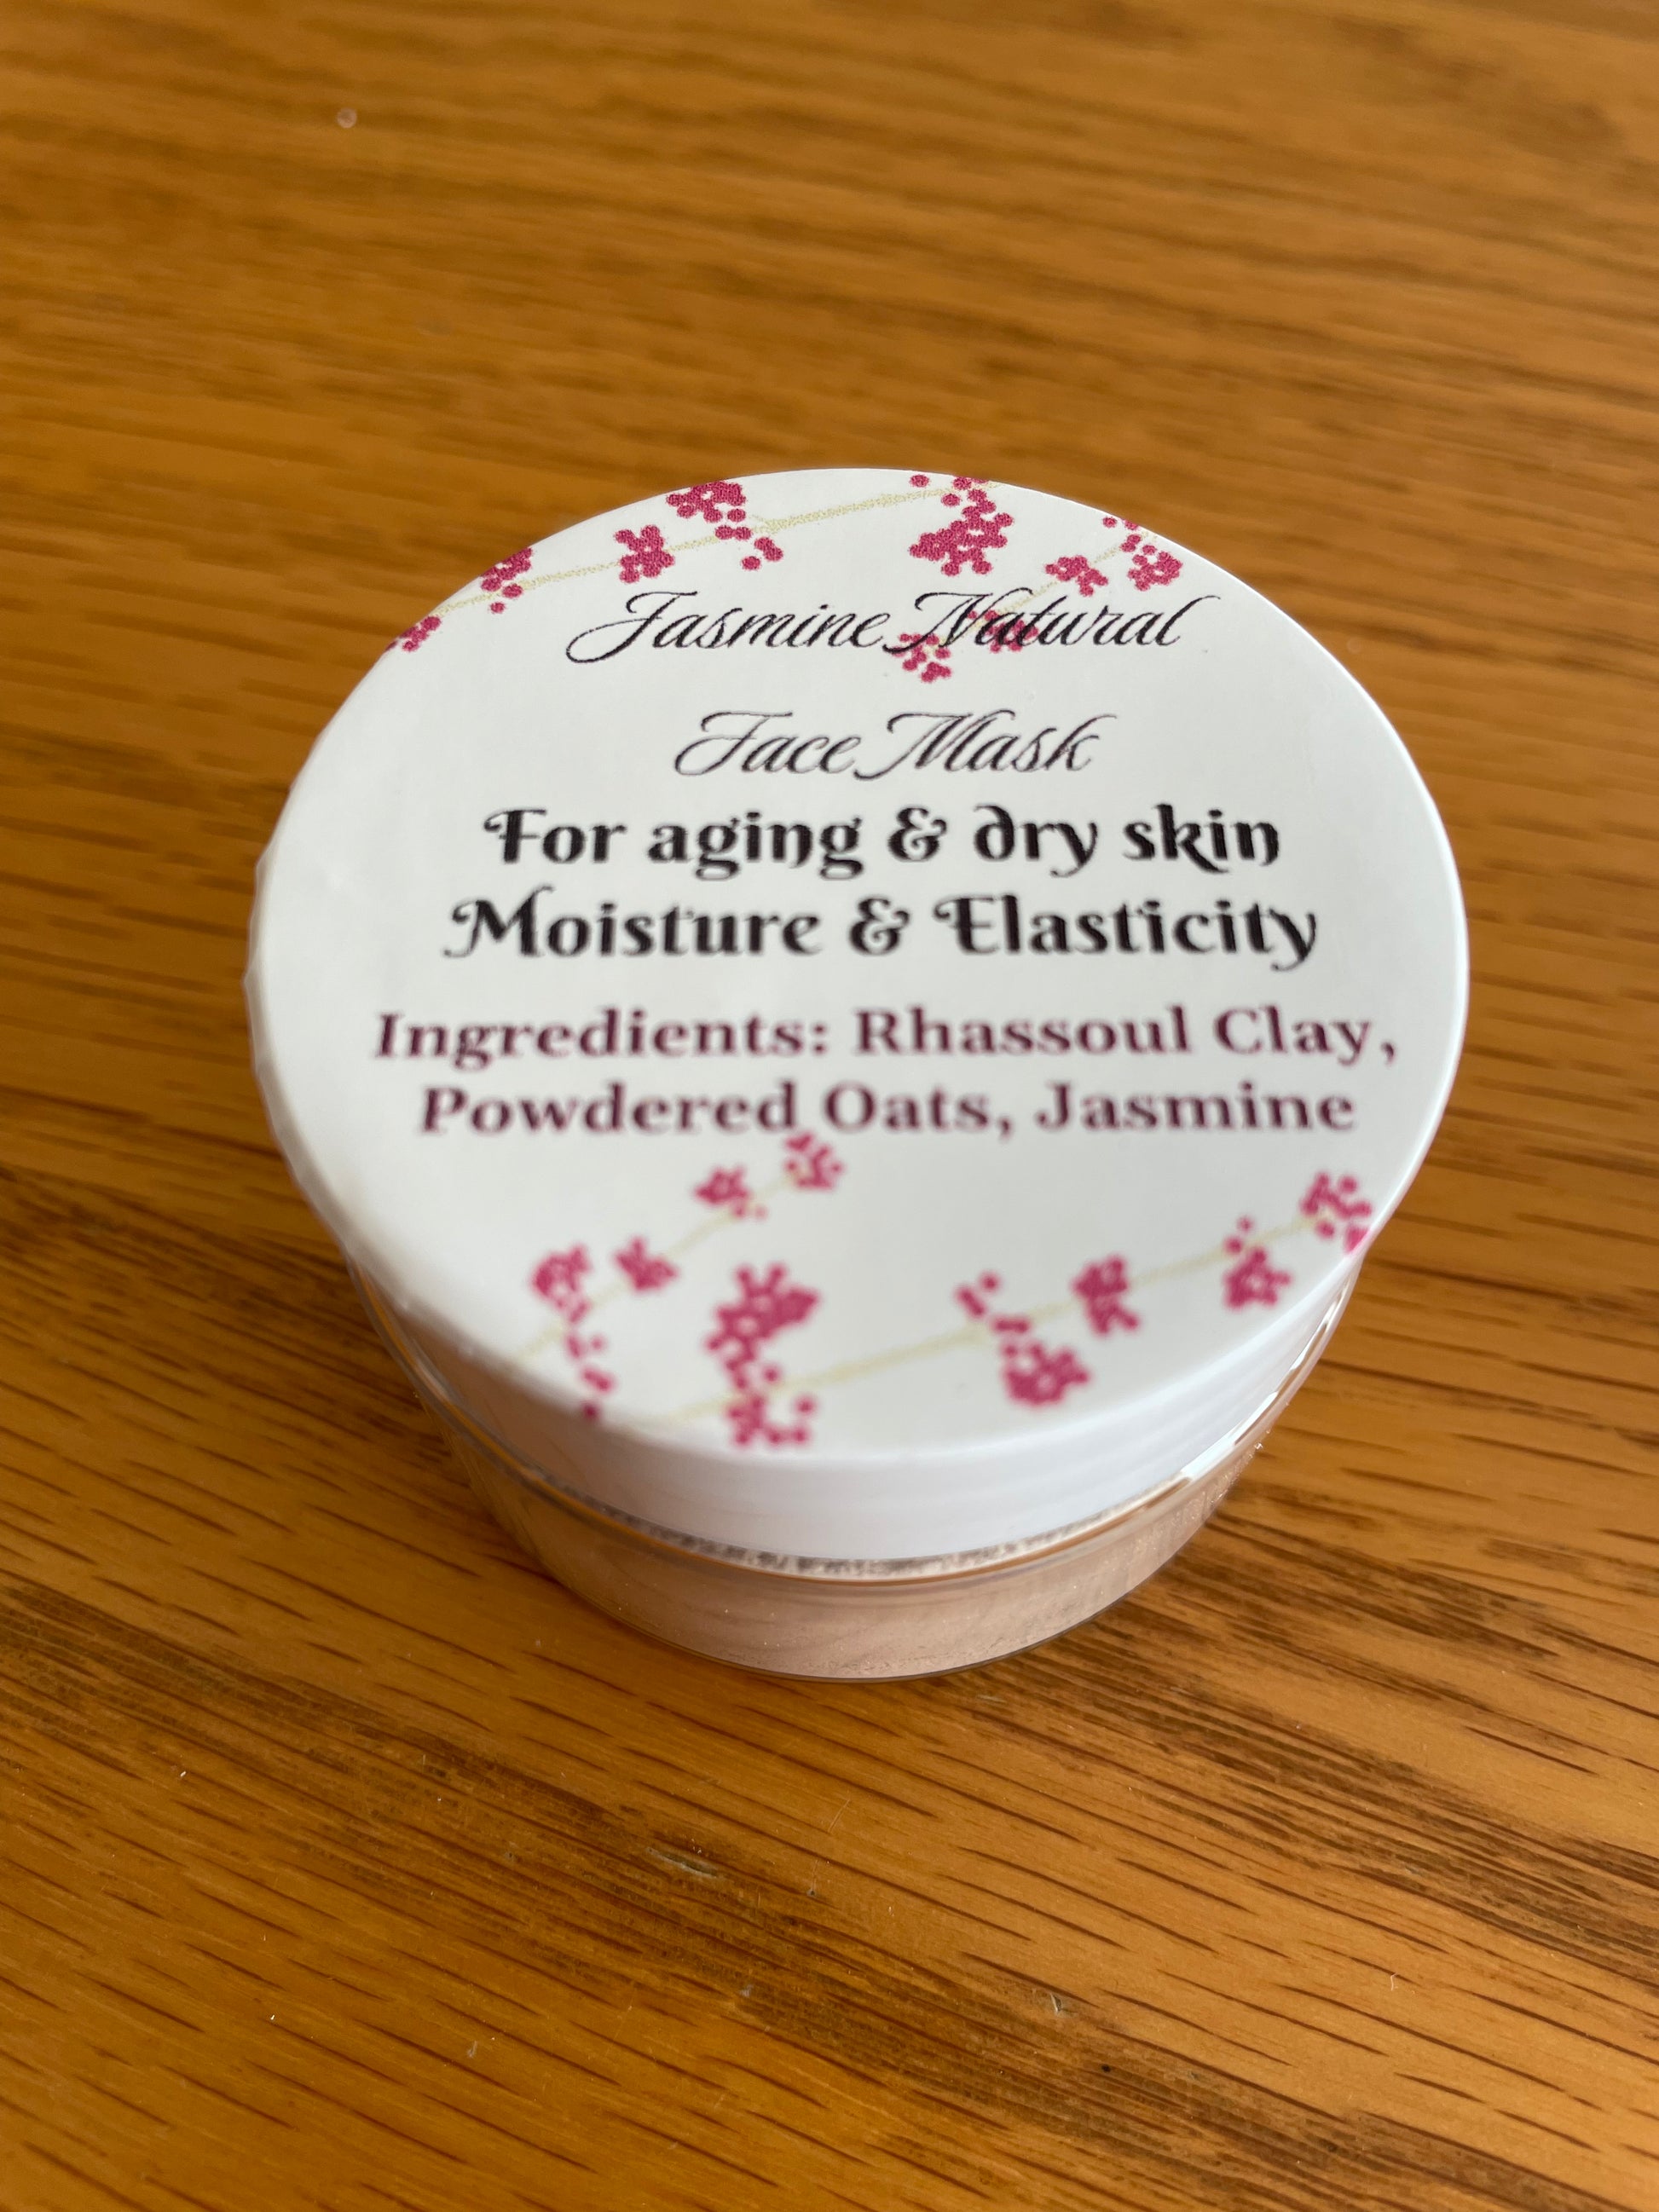 Jasmine Natural
Face Mask
For aging & dry skin
Moisture & Elasticity
Ingredients: Rhassoul Clay,
Powdered Oats, Jasmine